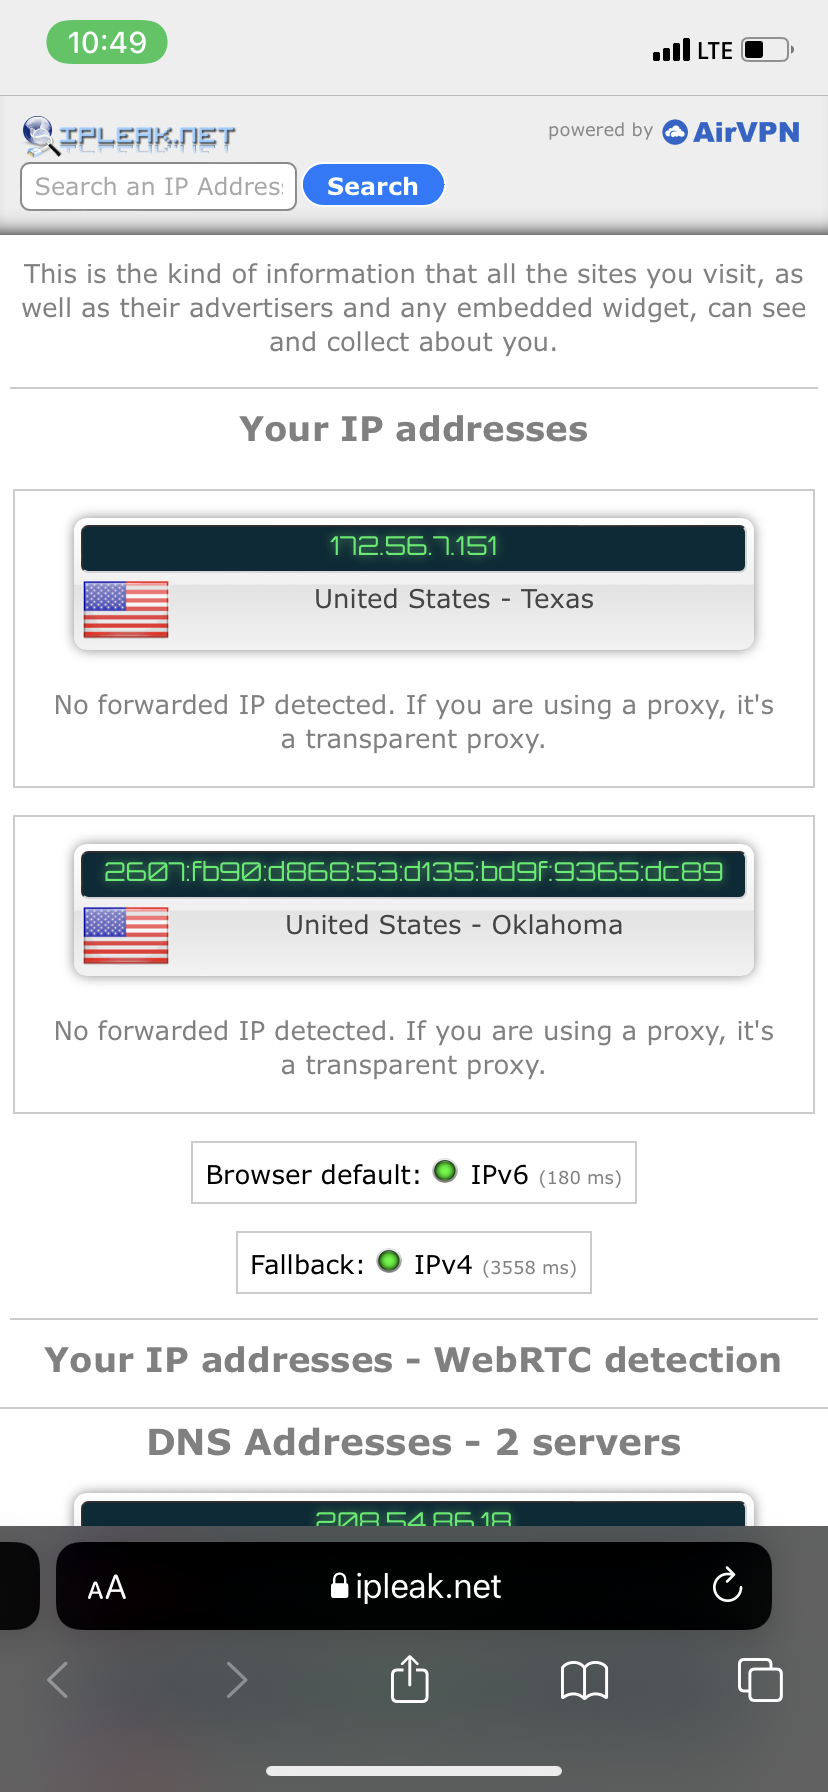 10:49
LTE
IPLEAK.NET
powered by AirVPN
Search an IP Addres
Search
This is the kind of information that all the sites you visit, as
well as their advertisers and any embedded widget, can see
and collect about you.
Your IP addresses
172.56.7.151
United States - Texas
No forwarded IP detected. If you are using a proxy, it's
a transparent proxy.
2607:fb90:d868:53:d135:bd9f:9365:dc89
United States - Oklahoma
No forwarded IP detected. If you are using a proxy, it's
a transparent proxy.
Browser default: IPv6 (180 ms)
Fallback: IPv4 (3558 ms)
Your IP addresses - WebRTC detection
DNS Addresses - 2 servers
208.54.86.18
AA
ipleak.net